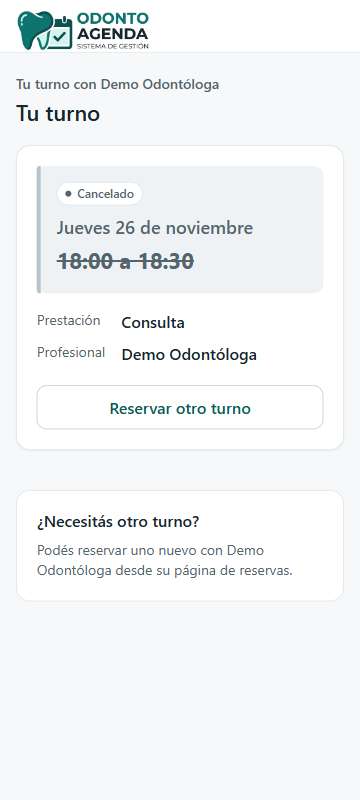 ODONTO
AGENDA
SISTEMA DE GESTIÓN
Tu turno con Demo Odontóloga
Tu turno
Cancelado
Jueves 26 de noviembre
18:00 a 18:30
Prestación Consulta
Profesional Demo Odontóloga
Reservar otro turno
¿Necesitás otro turno?
Podés reservar uno nuevo con Demo
Odontóloga desde su página de reservas.